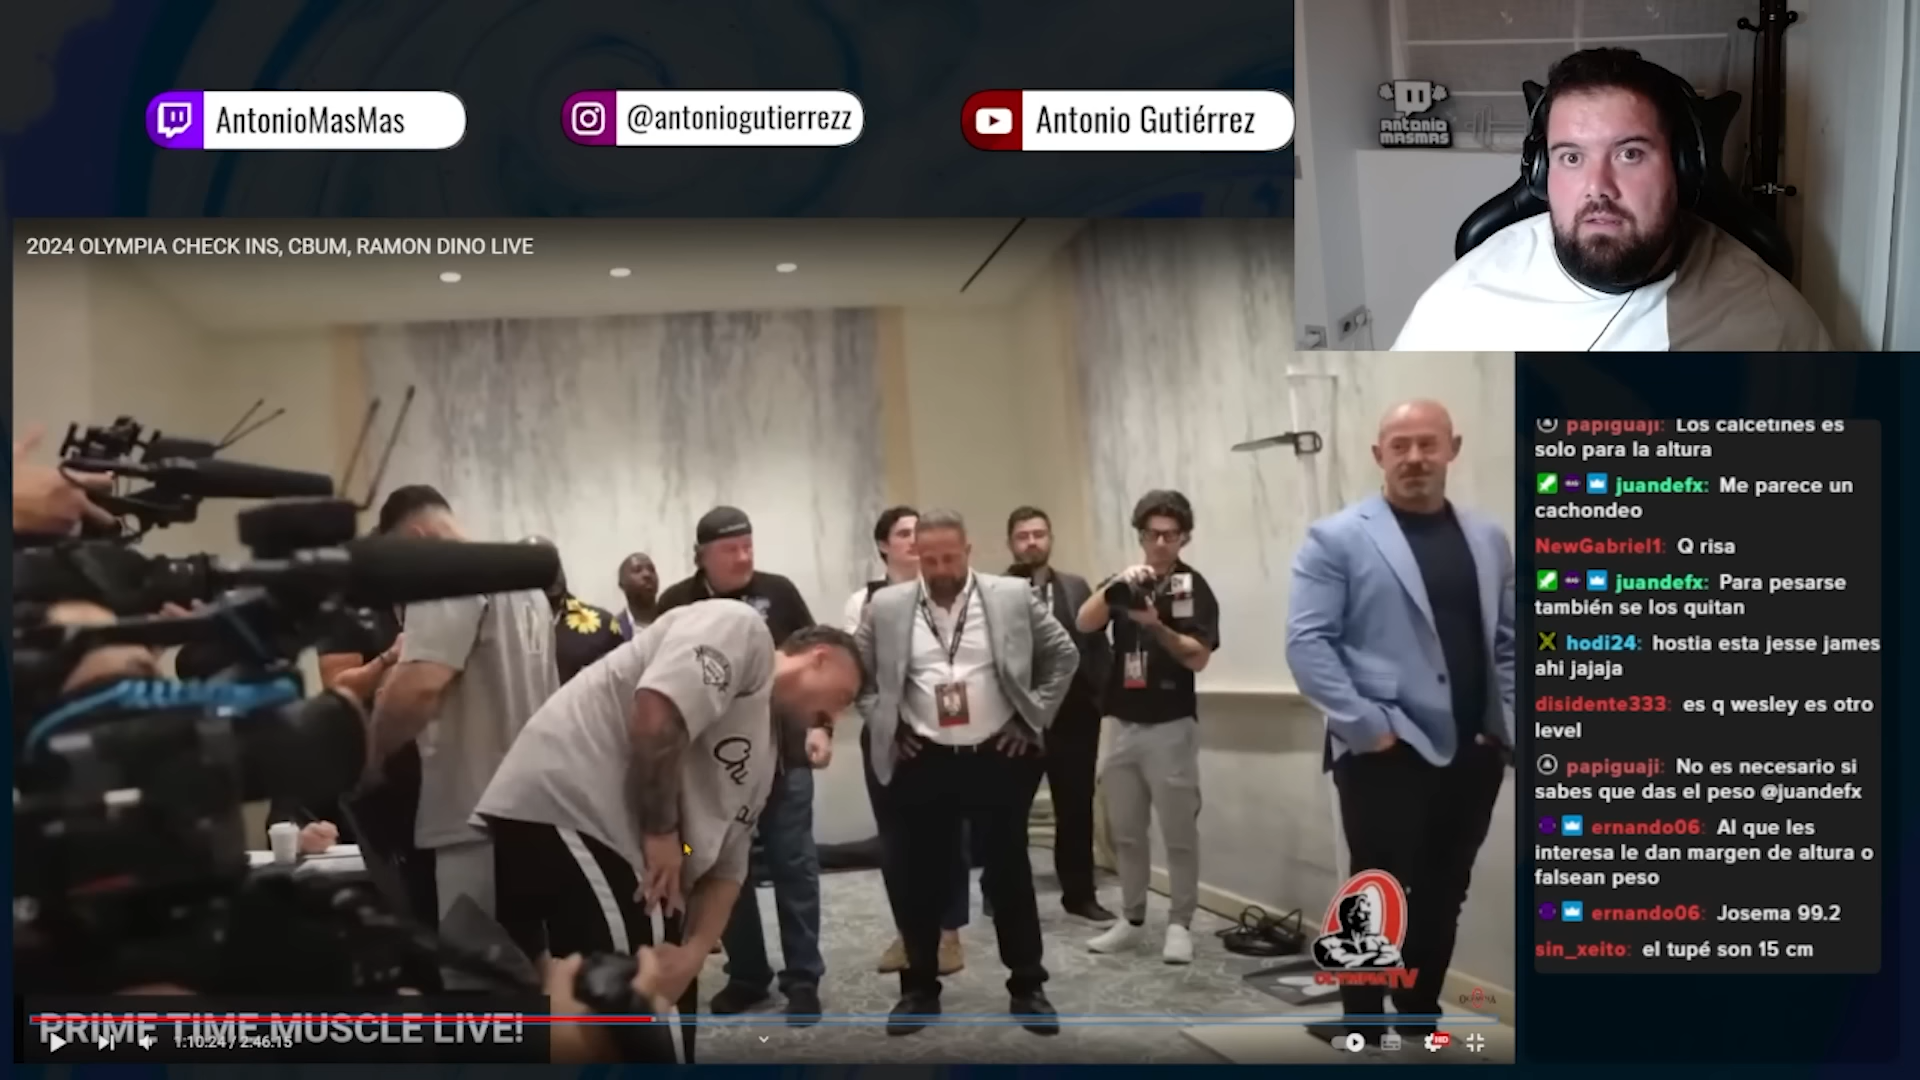 AntonioMasMas
@antoniogutierrezz
Antonio Gutiérrez
ANTONIO
MASMAS
2024 OLYMPIA CHECK INS, CBUM, RAMON DINO LIVE
papiguaji: Los calcetines es
solo para la altura
juandefx: Me parece un
cachondeo
NewGabriel1: Q risa
juandefx: Para pesarse
también se los quitan
hodi24: hostia esta jesse james
ahi jajaja
disidente333: es q wesley es otro
level
papiguaji: No es necesario si
sabes que das el peso @juandefx
ernando06: Al que les
interesa le dan margen de altura o
falsean peso
ernando06: Josema 99.2
sin_xeito: el tupé son 15 cm
OLYMPIA TV
OLYMPIA
PRIME TIME MUSCLE LIVE!
1:10:24 / 2:46:15
HD